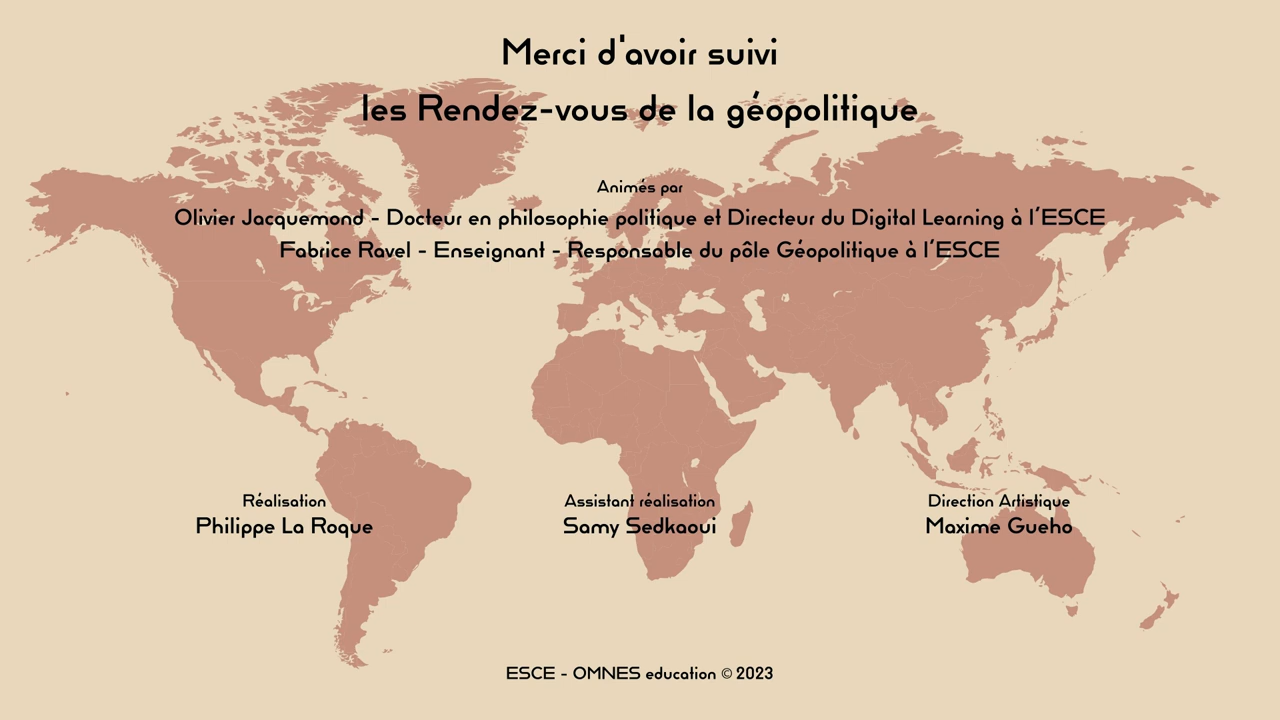 Merci d'avoir suivi
les Rendez-vous de la géopolitique
Animés par
Olivier Jacquemond - Docteur en philosophie politique et Directeur du Digital Learning à l'ESCE
Fabrice Ravel - Enseignant - Responsable du pôle Géopolitique à l'ESCE
Réalisation
Philippe La Roque
Assistant réalisation
Samy Sedkaoui
Direction Artistique
Maxime Gueho
ESCE - OMNES education © 2023